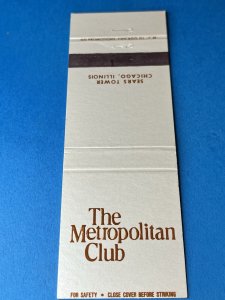 SEARS TOWER
CHICAGO, ILLINOIS
The
Metropolitan
Club
FOR SAFETY • CLOSE COVER BEFORE STRIKING